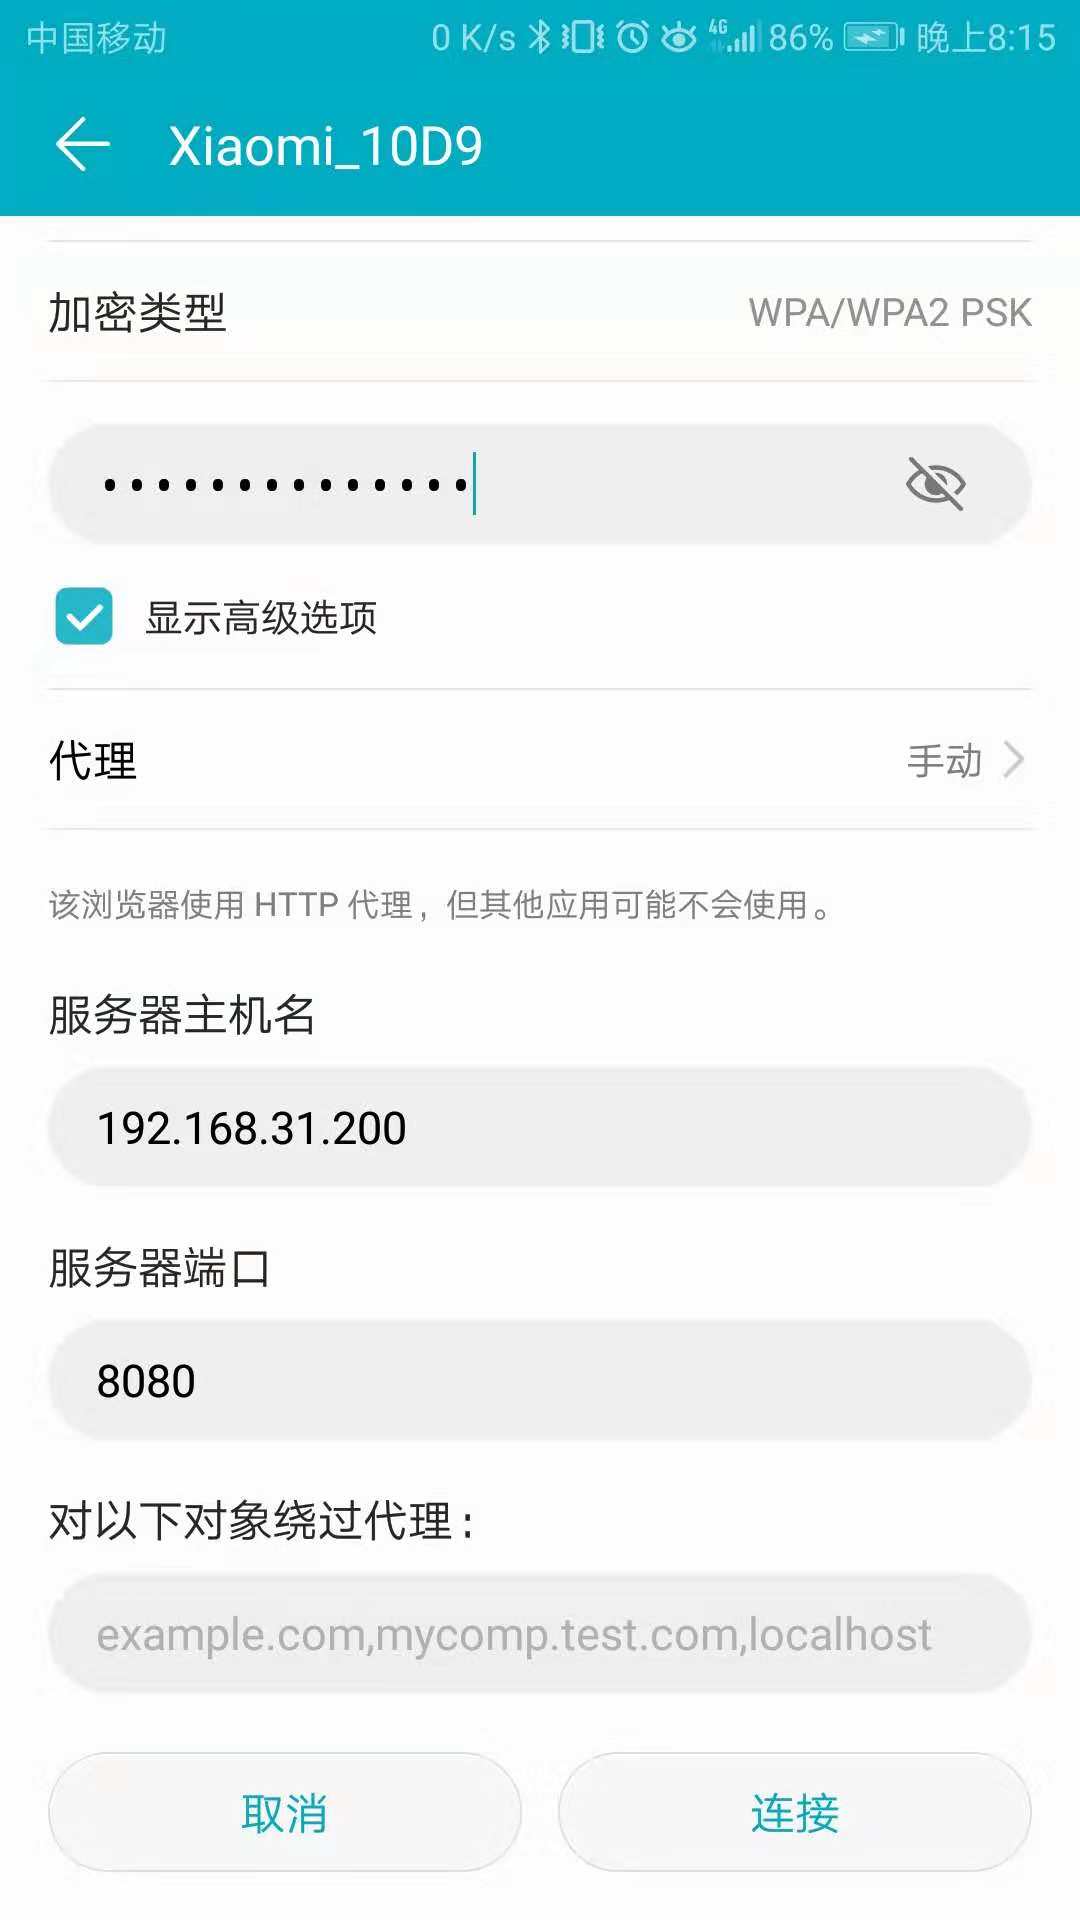 中国移动 0 K/s 4G 86% 晚上8:15
Xiaomi_10D9
加密类型 WPA/WPA2 PSK
••••••••••••••
显示高级选项
代理 手动
该浏览器使用 HTTP 代理，但其他应用可能不会使用。
服务器主机名
192.168.31.200
服务器端口
8080
对以下对象绕过代理：
example.com,mycomp.test.com,localhost
取消 连接